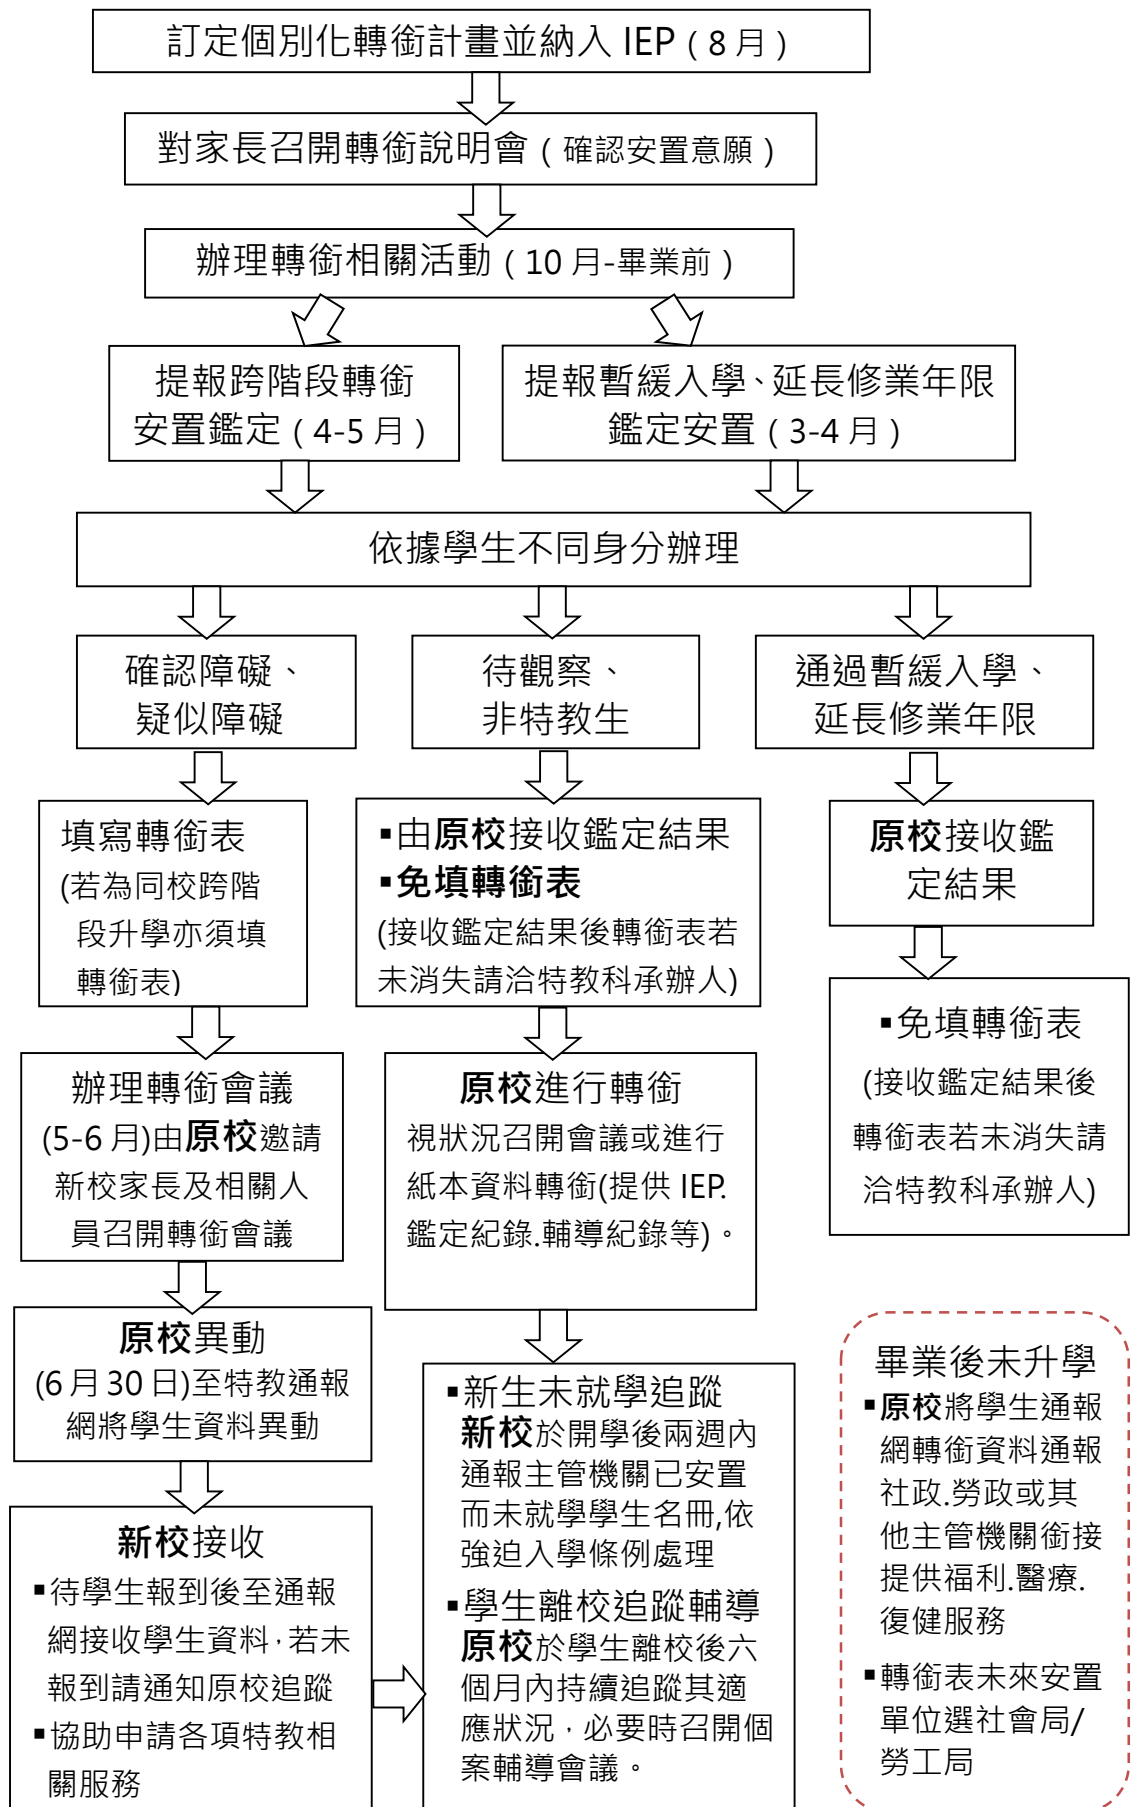 訂定個別化轉銜計畫並納入 IEP（8 月）
對家長召開轉銜說明會（確認安置意願）
辦理轉銜相關活動（10 月-畢業前）
提報跨階段轉銜
安置鑑定（4-5 月）
提報暫緩入學、延長修業年限
鑑定安置（3-4 月）
依據學生不同身分辦理
確認障礙、
疑似障礙
待觀察、
非特教生
通過暫緩入學、
延長修業年限
填寫轉銜表
(若為同校跨階
段升學亦須填
轉銜表)
▪由原校接收鑑定結果
▪免填轉銜表
(接收鑑定結果後轉銜表若
未消失請洽特教科承辦人)
原校接收鑑
定結果
▪免填轉銜表
(接收鑑定結果後
轉銜表若未消失請
洽特教科承辦人)
辦理轉銜會議
(5-6 月)由原校邀請
新校家長及相關人
員召開轉銜會議
原校進行轉銜
視狀況召開會議或進行
紙本資料轉銜(提供 IEP.
鑑定紀錄.輔導紀錄等)。
原校異動
(6 月 30 日)至特教通報
網將學生資料異動
新校接收
▪待學生報到後至通報
網接收學生資料，若未
報到請通知原校追蹤
▪協助申請各項特教相
關服務
▪新生未就學追蹤
新校於開學後兩週內
通報主管機關已安置
而未就學學生名冊,依
強迫入學條例處理
▪學生離校追蹤輔導
原校於學生離校後六
個月內持續追蹤其適
應狀況，必要時召開個
案輔導會議。
畢業後未升學
▪原校將學生通報
網轉銜資料通報
社政.勞政或其
他主管機關銜接
提供福利.醫療.
復健服務
▪轉銜表未來安置
單位選社會局/
勞工局